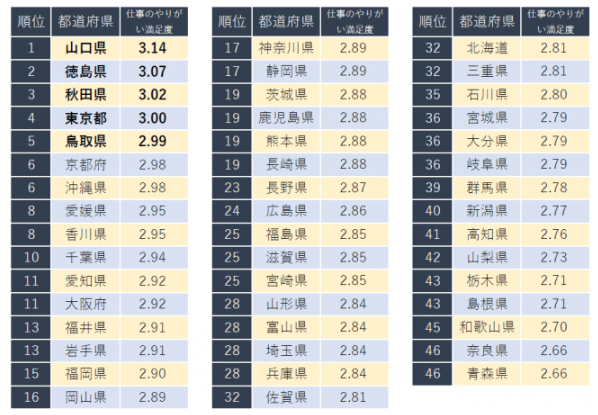 順位 都道府県 仕事のやりがい満足度
1 山口県 3.14
2 徳島県 3.07
3 秋田県 3.02
4 東京都 3.00
5 鳥取県 2.99
6 京都府 2.98
6 沖縄県 2.98
8 愛媛県 2.95
8 香川県 2.95
10 千葉県 2.94
11 愛知県 2.92
11 大阪府 2.92
13 福井県 2.91
13 岩手県 2.91
15 福岡県 2.90
16 岡山県 2.89
順位 都道府県 仕事のやりがい満足度
17 神奈川県 2.89
17 静岡県 2.89
19 茨城県 2.88
19 鹿児島県 2.88
19 熊本県 2.88
19 長崎県 2.88
23 長野県 2.87
24 広島県 2.86
25 福島県 2.85
25 滋賀県 2.85
25 宮崎県 2.85
28 山形県 2.84
28 富山県 2.84
28 埼玉県 2.84
28 兵庫県 2.84
32 佐賀県 2.81
順位 都道府県 仕事のやりがい満足度
32 北海道 2.81
32 三重県 2.81
35 石川県 2.80
36 宮城県 2.79
36 大分県 2.79
36 岐阜県 2.79
39 群馬県 2.78
40 新潟県 2.77
41 高知県 2.76
42 山梨県 2.73
43 栃木県 2.71
43 島根県 2.71
45 和歌山県 2.70
46 奈良県 2.66
46 青森県 2.66